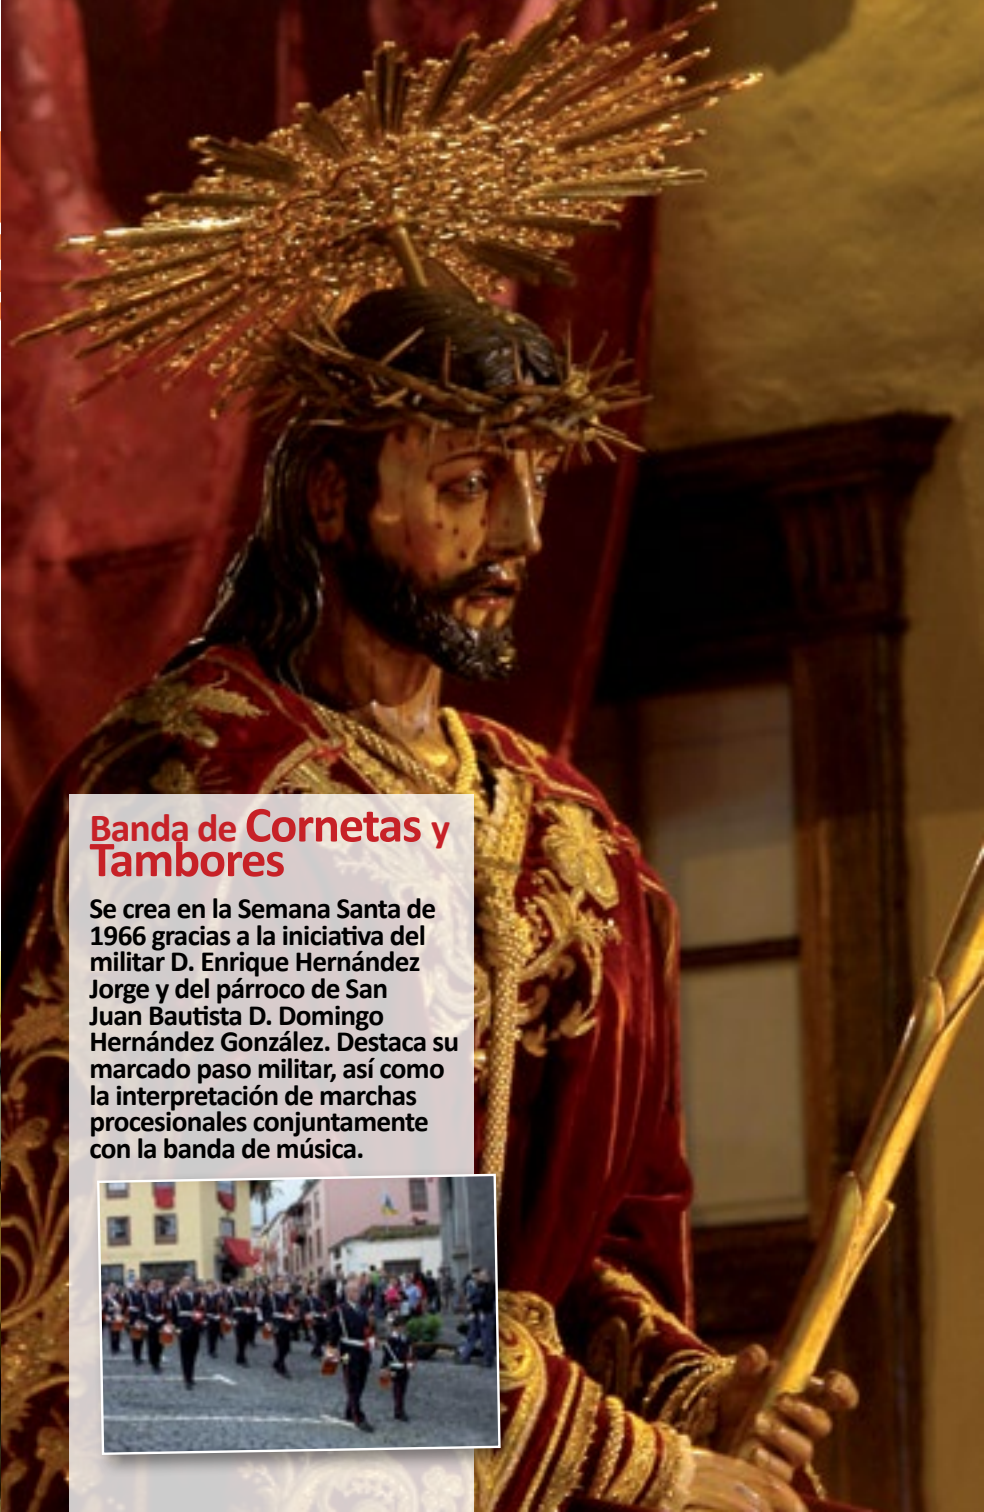 Banda de Cornetas y
Tambores
Se crea en la Semana Santa de
1966 gracias a la iniciativa del
militar D. Enrique Hernández
Jorge y del párroco de San
Juan Bautista D. Domingo
Hernández González. Destaca su
marcado paso militar, así como
la interpretación de marchas
procesionales conjuntamente
con la banda de música.